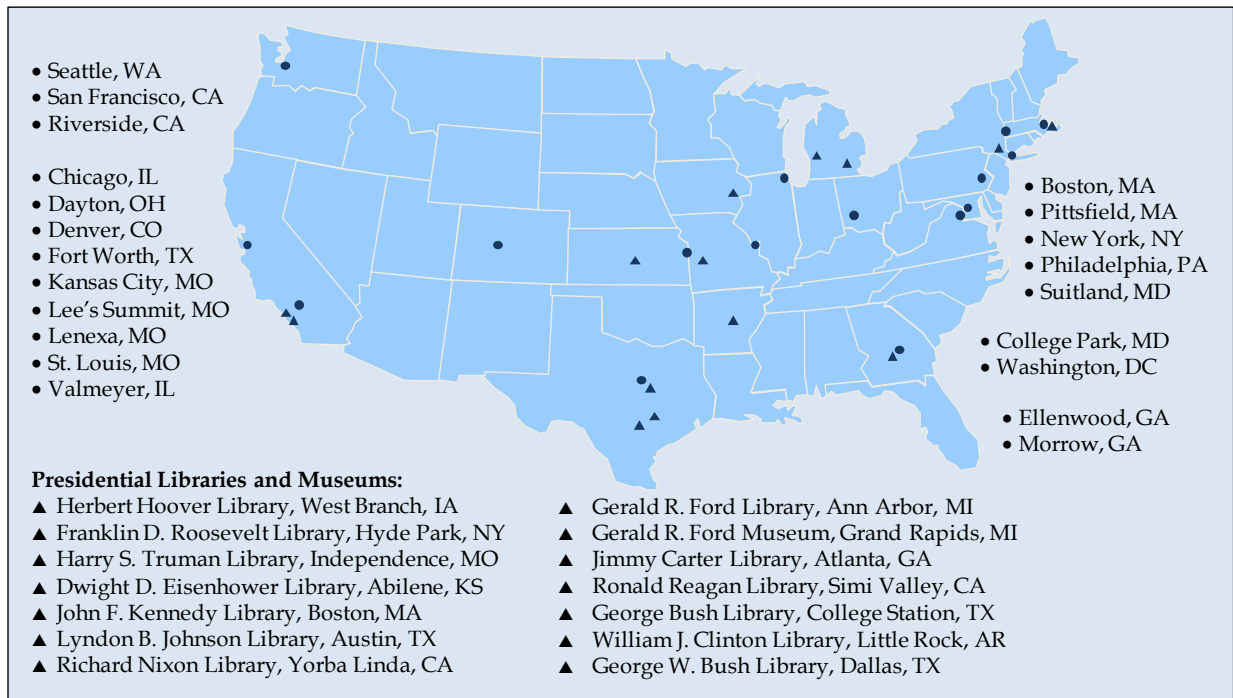 • Seattle, WA
• San Francisco, CA
• Riverside, CA
• Chicago, IL
• Dayton, OH
• Denver, CO
• Fort Worth, TX
• Kansas City, MO
• Lee's Summit, MO
• Lenexa, MO
• St. Louis, MO
• Valmeyer, IL
• Boston, MA
• Pittsfield, MA
• New York, NY
• Philadelphia, PA
• Suitland, MD
• College Park, MD
• Washington, DC
• Ellenwood, GA
• Morrow, GA
Presidential Libraries and Museums:
▲ Herbert Hoover Library, West Branch, IA
▲ Franklin D. Roosevelt Library, Hyde Park, NY
▲ Harry S. Truman Library, Independence, MO
▲ Dwight D. Eisenhower Library, Abilene, KS
▲ John F. Kennedy Library, Boston, MA
▲ Lyndon B. Johnson Library, Austin, TX
▲ Richard Nixon Library, Yorba Linda, CA
▲ Gerald R. Ford Library, Ann Arbor, MI
▲ Gerald R. Ford Museum, Grand Rapids, MI
▲ Jimmy Carter Library, Atlanta, GA
▲ Ronald Reagan Library, Simi Valley, CA
▲ George Bush Library, College Station, TX
▲ William J. Clinton Library, Little Rock, AR
▲ George W. Bush Library, Dallas, TX